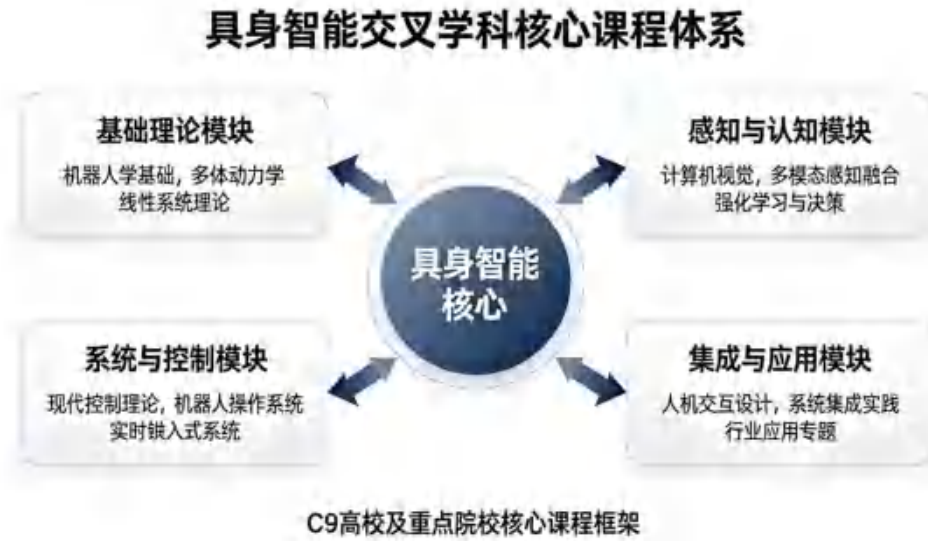 具身智能交叉学科核心课程体系
基础理论模块
机器人学基础，多体动力学
线性系统理论
感知与认知模块
计算机视觉，多模态感知融合
强化学习与决策
具身智能
核心
系统与控制模块
现代控制理论，机器人操作系统
实时镶入式系统
集成与应用模块
人机交互设计，系统集成实践
行业应用专题
C9高校及重点院校核心课程框架